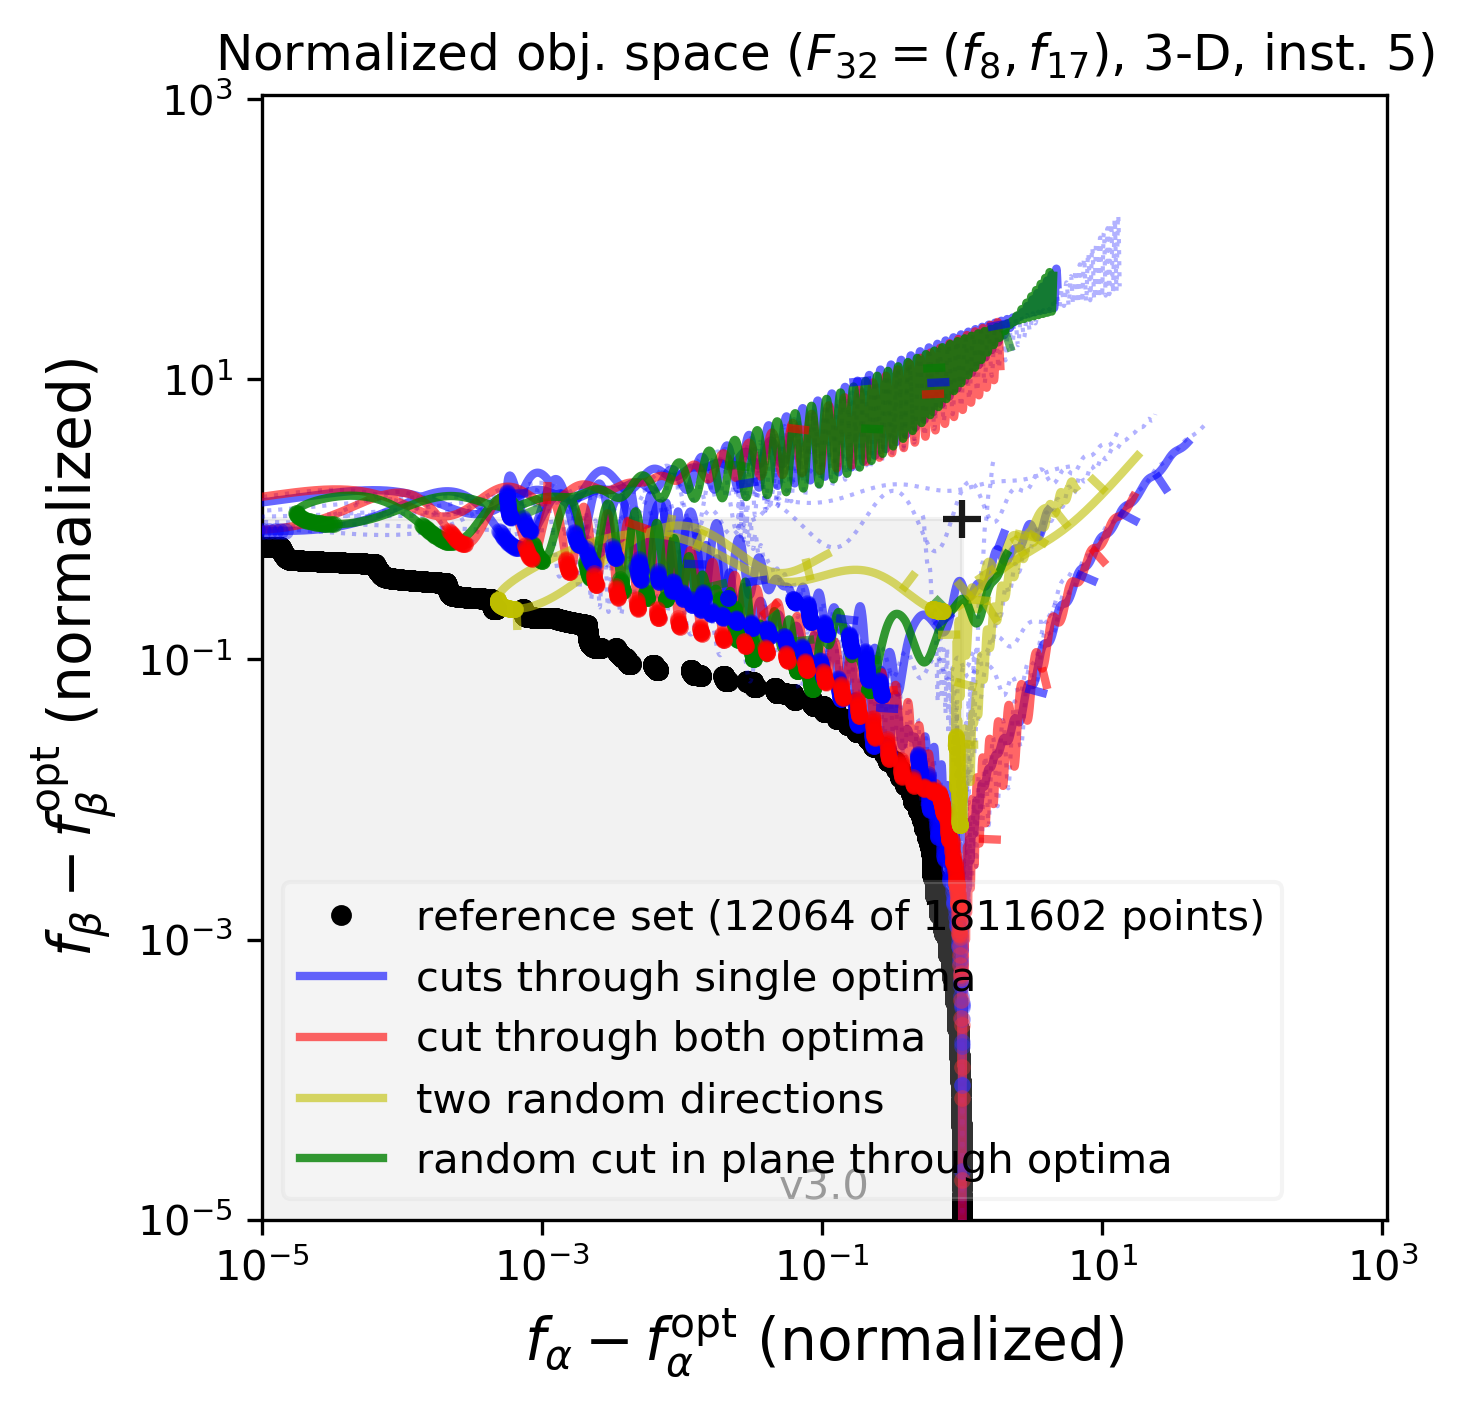 Normalized obj. space (F₃₂ = (f₈, f₁₇), 3-D, inst. 5)
10³
10¹
10⁻¹
10⁻³
10⁻⁵
f_β − f_β^opt (normalized)
reference set (12064 of 1811602 points)
cuts through single optima
cut through both optima
two random directions
random cut in plane through optima
v3.0
10⁻⁵ 10⁻³ 10⁻¹ 10¹ 10³
f_α − f_α^opt (normalized)